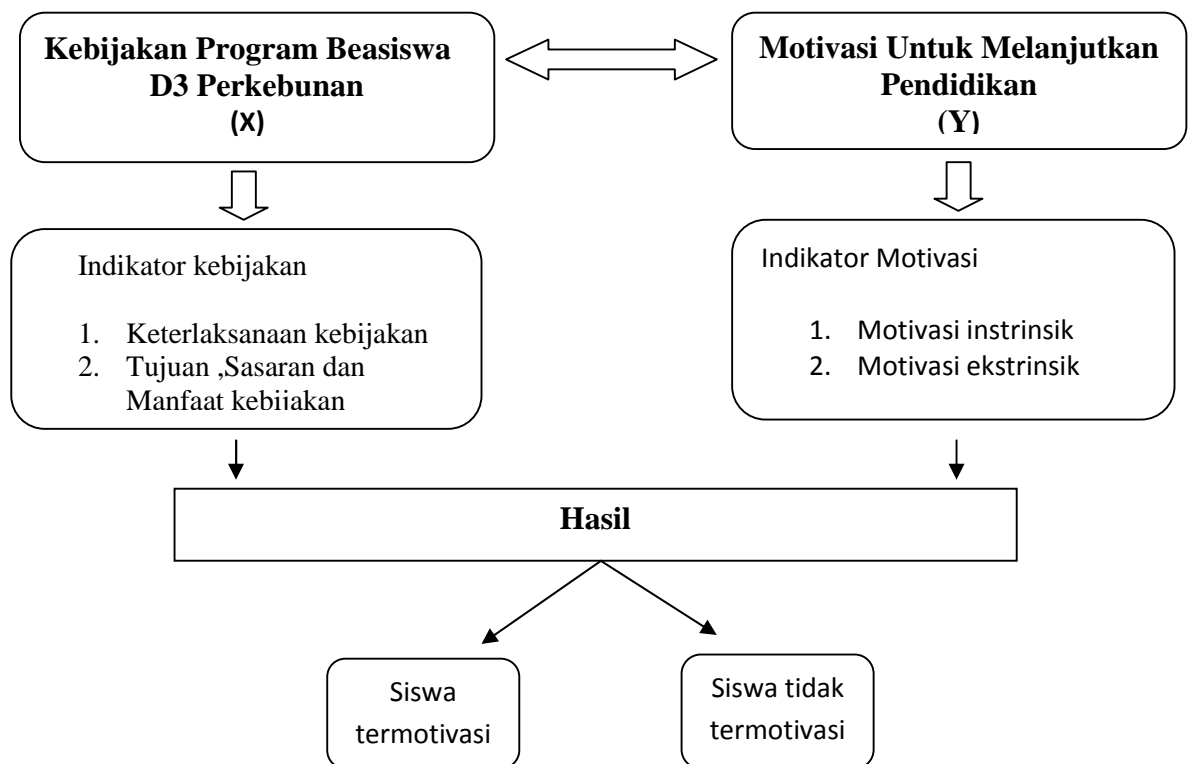 Kebijakan Program Beasiswa
D3 Perkebunan
(X)
Motivasi Untuk Melanjutkan
Pendidikan
(Y)
Indikator kebijakan
1. Keterlaksanaan kebijakan
2. Tujuan ,Sasaran dan
Manfaat kebijakan
Indikator Motivasi
1. Motivasi instrinsik
2. Motivasi ekstrinsik
Hasil
Siswa
termotivasi
Siswa tidak
termotivasi